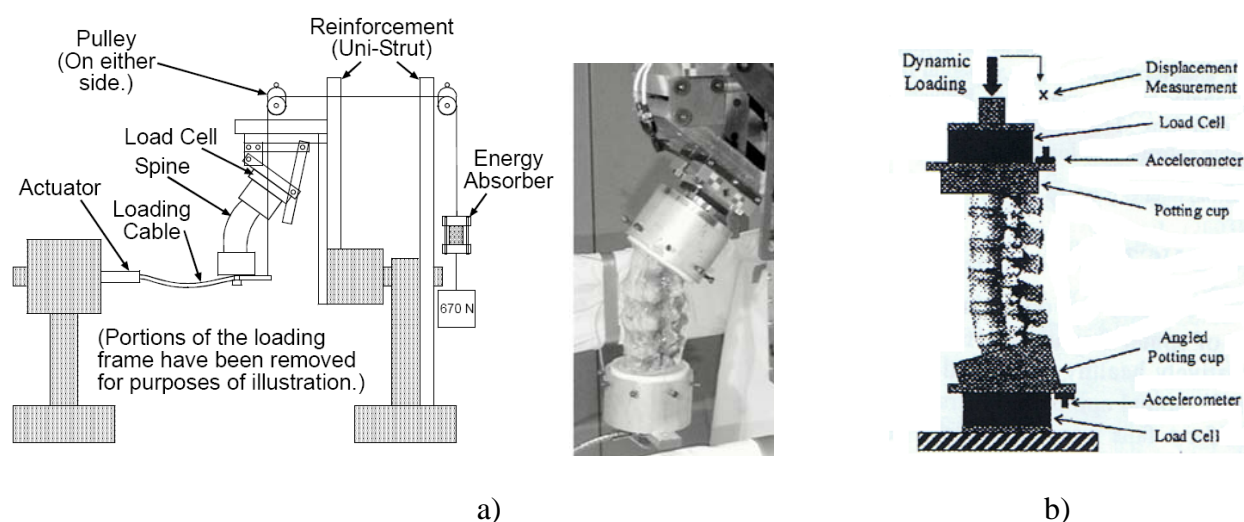 Pulley
(On either
side.)
Reinforcement
(Uni-Strut)
Load Cell
Spine
Actuator
Loading
Cable
Energy
Absorber
670 N
(Portions of the loading
frame have been removed
for purposes of illustration.)
Dynamic
Loading
Displacement
Measurement
Load Cell
Accelerometer
Potting cup
Angled
Potting cup
Accelerometer
Load Cell
a)
b)